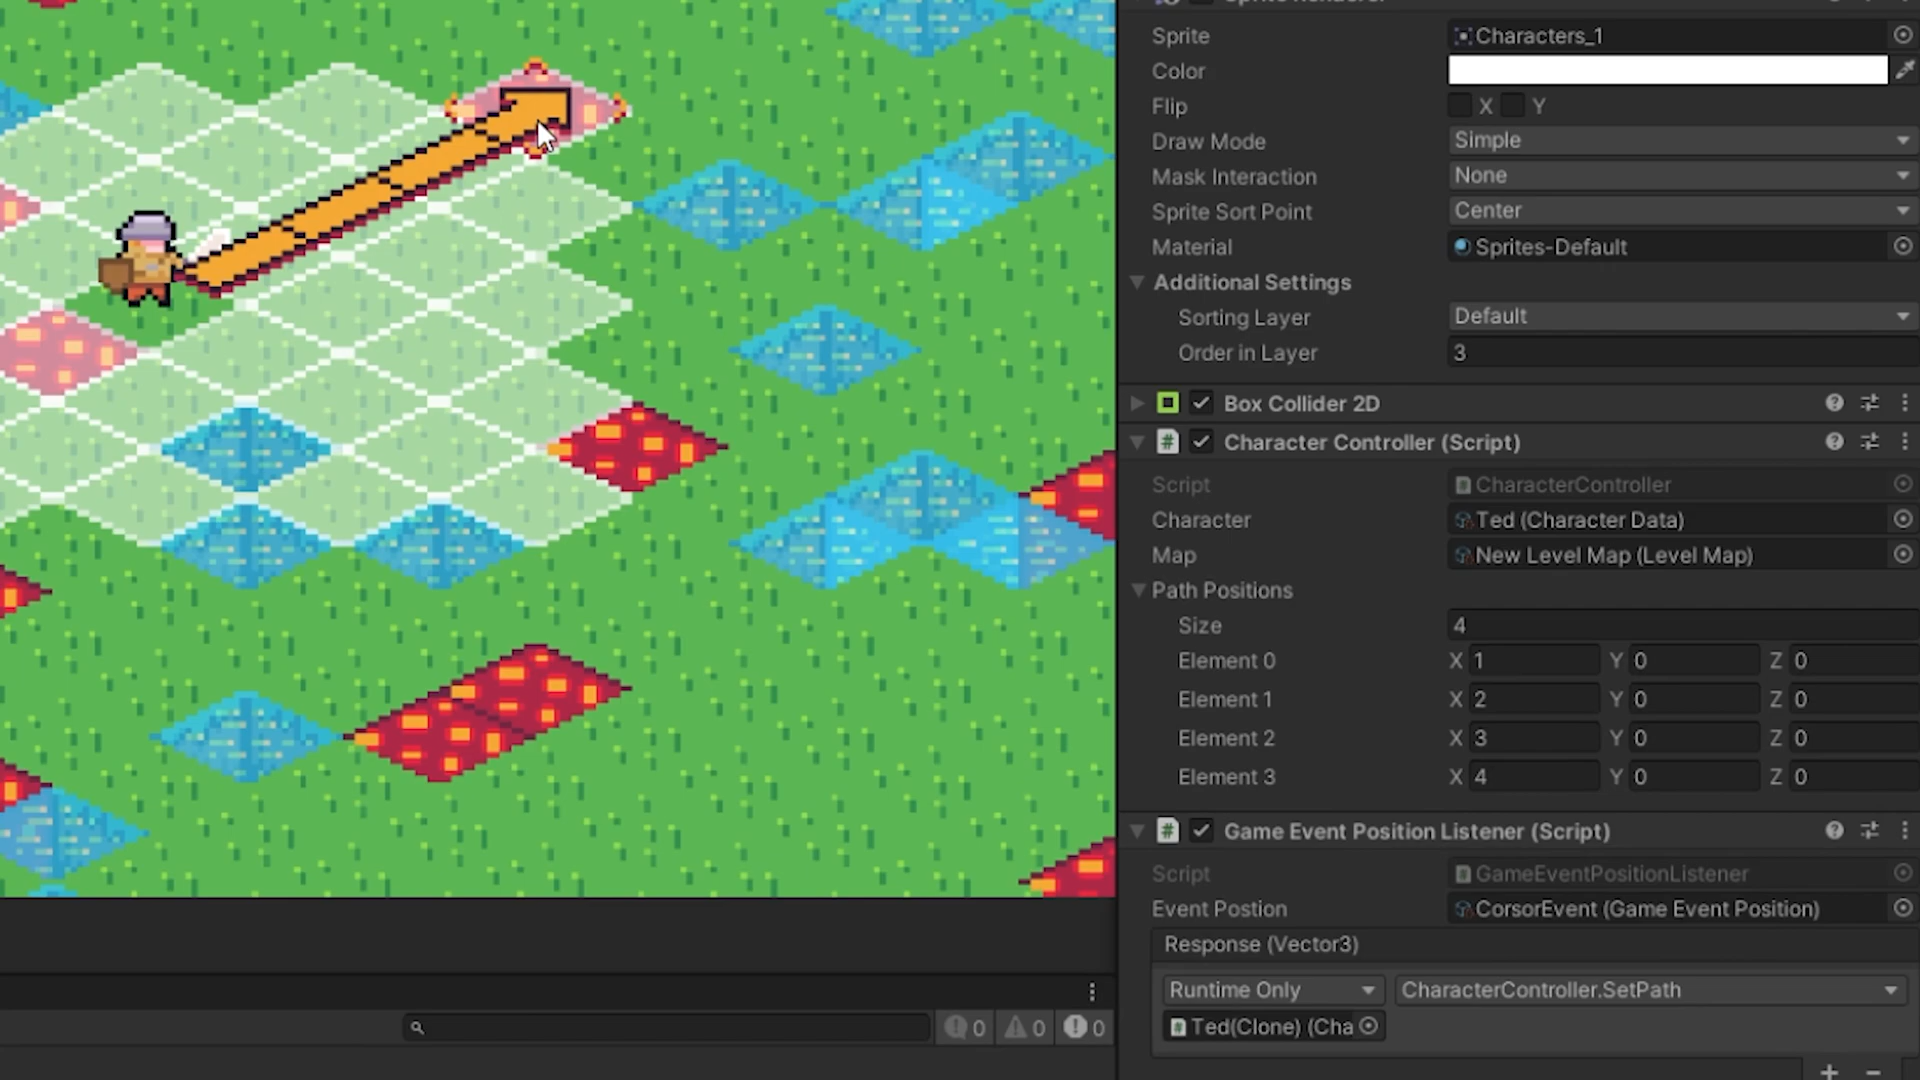 Sprite Renderer
Sprite Characters_1
Color
Flip X Y
Draw Mode Simple
Mask Interaction None
Sprite Sort Point Center
Material Sprites-Default
Additional Settings
Sorting Layer Default
Order in Layer 3
Box Collider 2D
# Character Controller (Script)
Script CharacterController
Character Ted (Character Data)
Map New Level Map (Level Map)
Path Positions
Size 4
Element 0 X 1 Y 0 Z 0
Element 1 X 2 Y 0 Z 0
Element 2 X 3 Y 0 Z 0
Element 3 X 4 Y 0 Z 0
# Game Event Position Listener (Script)
Script GameEventPositionListener
Event Postion CorsorEvent (Game Event Position)
Response (Vector3)
Runtime Only CharacterController.SetPath
Ted(Clone) (Cha
0 0 0